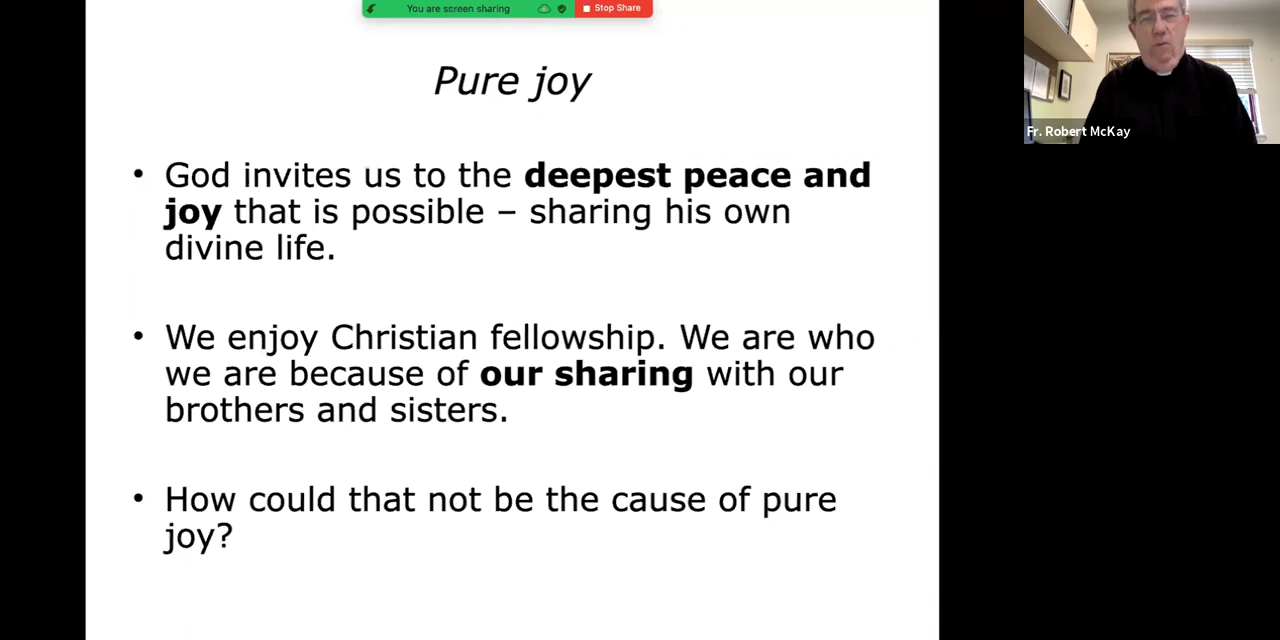 You are screen sharing
Stop Share
Pure joy
• God invites us to the deepest peace and
joy that is possible – sharing his own
divine life.
• We enjoy Christian fellowship. We are who
we are because of our sharing with our
brothers and sisters.
• How could that not be the cause of pure
joy?
Fr. Robert McKay